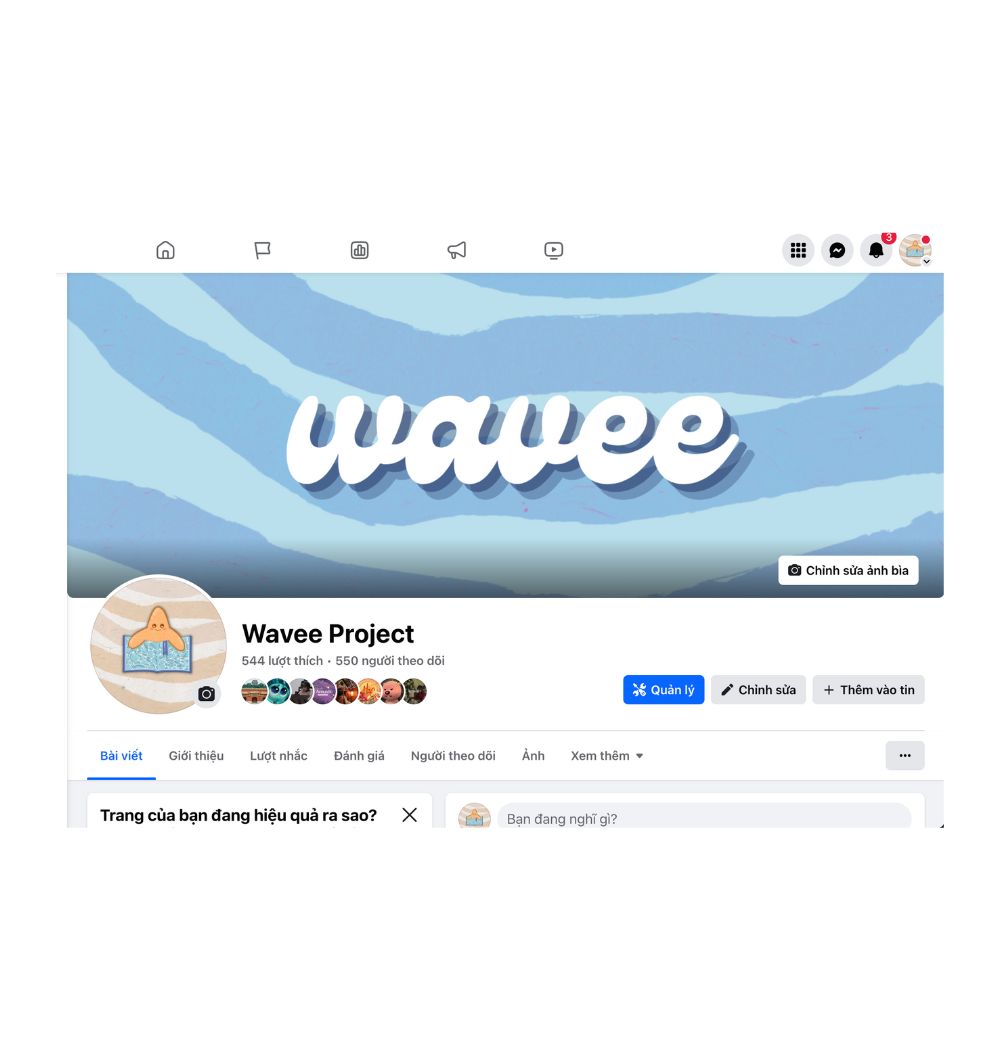 3
wavee
Chỉnh sửa ảnh bìa
Wavee Project
544 lượt thích • 550 người theo dõi
Quản lý
Chỉnh sửa
Thêm vào tin
Bài viết
Giới thiệu
Lượt nhắc
Đánh giá
Người theo dõi
Ảnh
Xem thêm
Trang của bạn đang hiệu quả ra sao?
Bạn đang nghĩ gì?